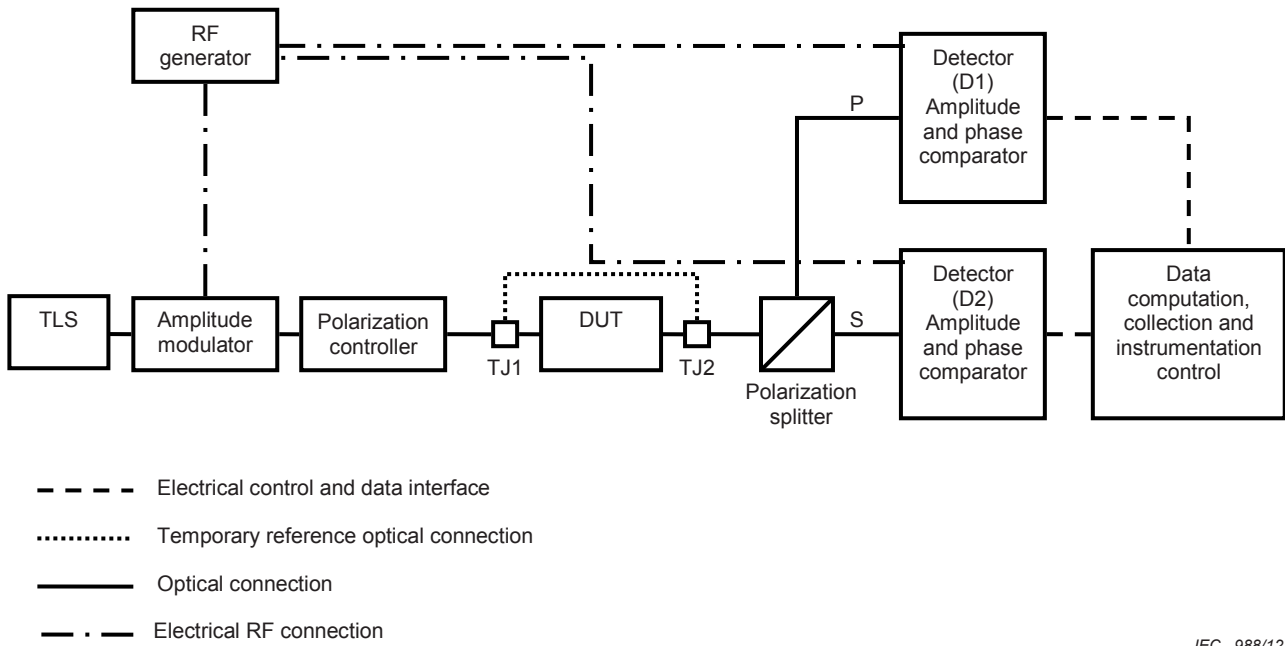 RF
generator
Detector
(D1)
Amplitude
and phase
comparator
P
TLS
Amplitude
modulator
Polarization
controller
TJ1
DUT
TJ2
S
Polarization
splitter
Detector
(D2)
Amplitude
and phase
comparator
Data
computation,
collection and
instrumentation
control
Electrical control and data interface
Temporary reference optical connection
Optical connection
Electrical RF connection
IEC 988/12